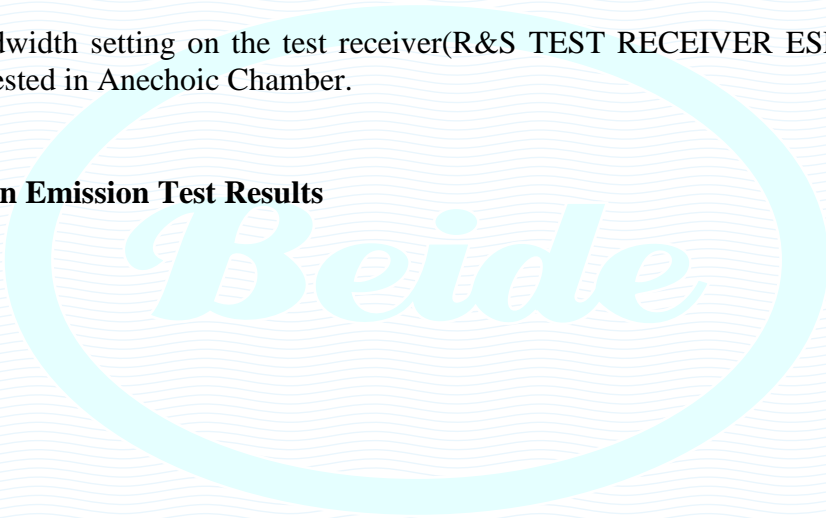 dwidth setting on the test receiver(R&S TEST RECEIVER ES
ested in Anechoic Chamber.
n Emission Test Results
Beide